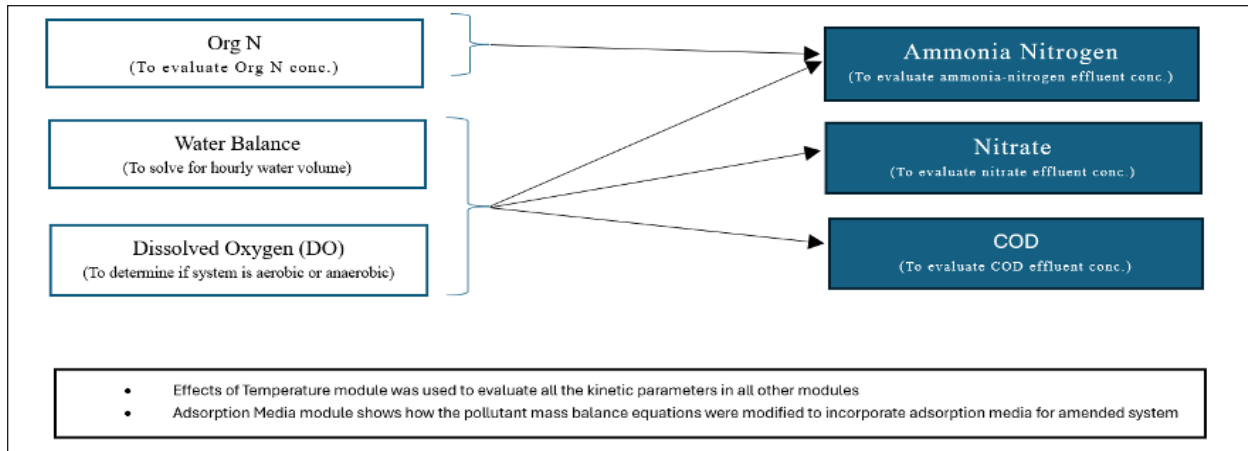 Org N
(To evaluate Org N conc.)
Water Balance
(To solve for hourly water volume)
Dissolved Oxygen (DO)
(To determine if system is aerobic or anaerobic)
Ammonia Nitrogen
(To evaluate ammonia-nitrogen effluent conc.)
Nitrate
(To evaluate nitrate effluent conc.)
COD
(To evaluate COD effluent conc.)
• Effects of Temperature module was used to evaluate all the kinetic parameters in all other modules
• Adsorption Media module shows how the pollutant mass balance equations were modified to incorporate adsorption media for amended system